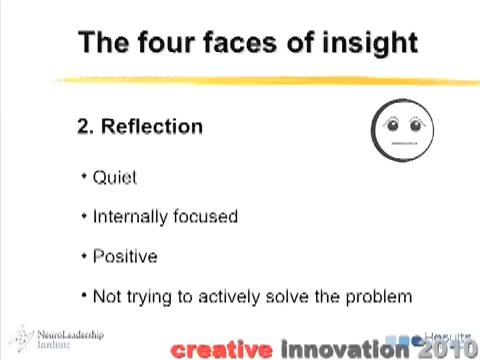 The four faces of insight
2. Reflection
• Quiet
• Internally focused
• Positive
• Not trying to actively solve the problem
NeuroLeadership
Institute
Results
creative innovation 2010